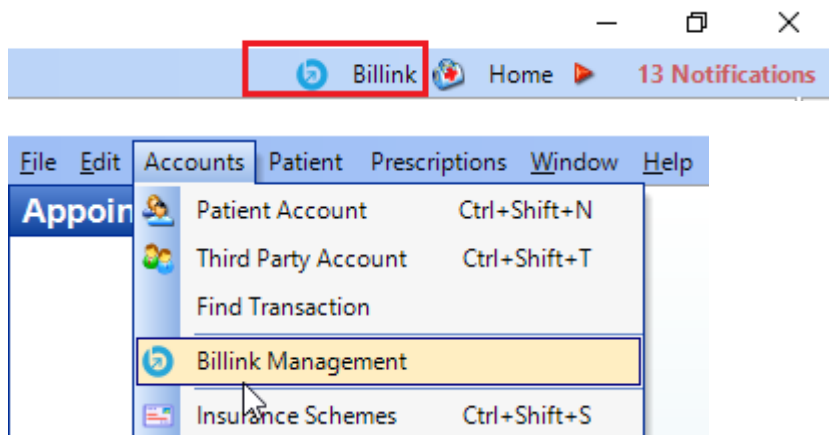 Billink Home 13 Notifications
File Edit Accounts Patient Prescriptions Window Help
Appoin
Patient Account Ctrl+Shift+N
Third Party Account Ctrl+Shift+T
Find Transaction
Billink Management
Insurance Schemes Ctrl+Shift+S